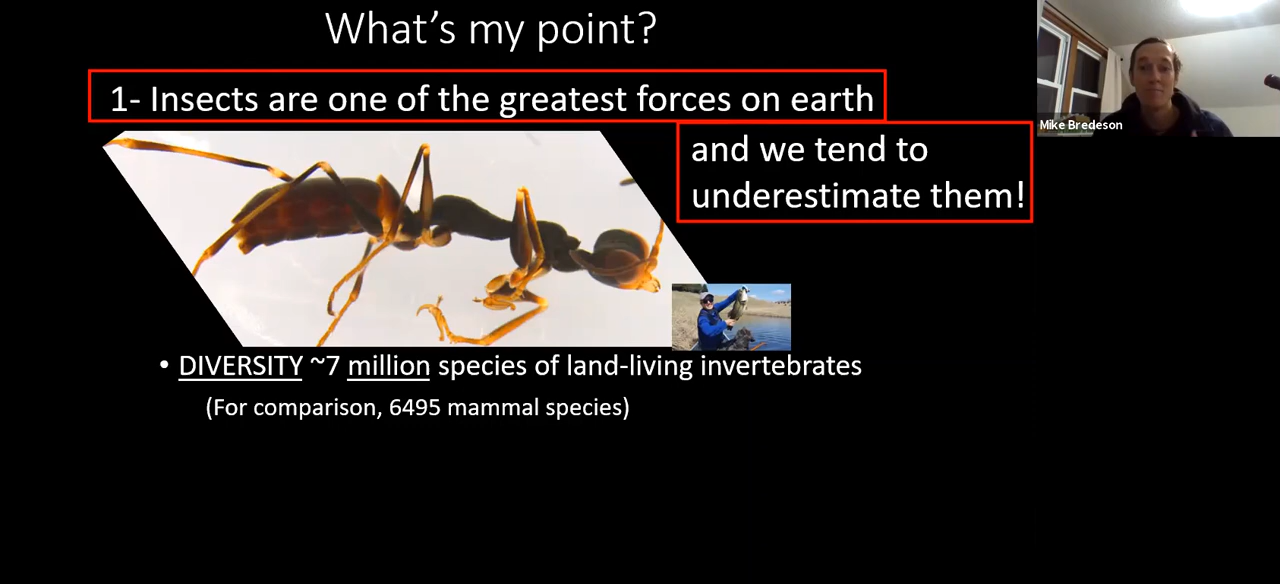 What's my point?
1- Insects are one of the greatest forces on earth
and we tend to
underestimate them!
Mike Bredeson
• DIVERSITY ~7 million species of land-living invertebrates
(For comparison, 6495 mammal species)